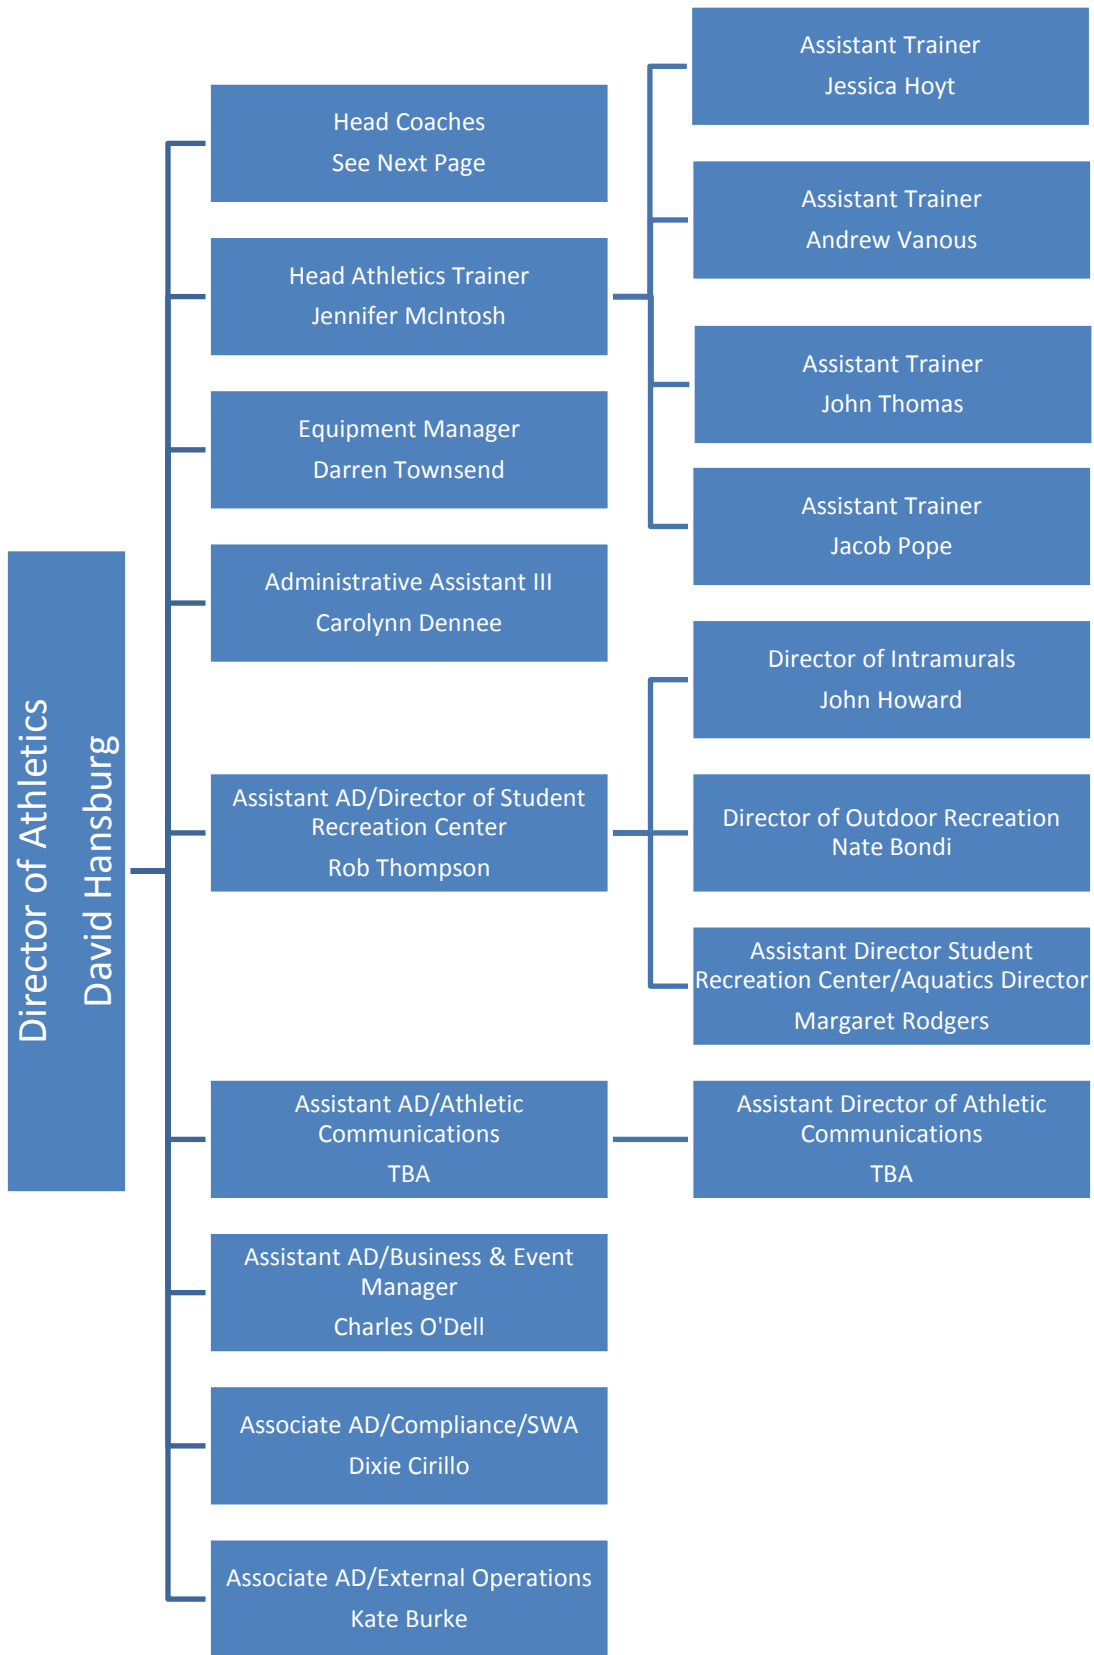 Director of Athletics
David Hansburg
Head Coaches
See Next Page
Head Athletics Trainer
Jennifer McIntosh
Assistant Trainer
Jessica Hoyt
Assistant Trainer
Andrew Vanous
Assistant Trainer
John Thomas
Assistant Trainer
Jacob Pope
Equipment Manager
Darren Townsend
Administrative Assistant III
Carolynn Dennee
Assistant AD/Director of Student
Recreation Center
Rob Thompson
Director of Intramurals
John Howard
Director of Outdoor Recreation
Nate Bondi
Assistant Director Student
Recreation Center/Aquatics Director
Margaret Rodgers
Assistant AD/Athletic
Communications
TBA
Assistant Director of Athletic
Communications
TBA
Assistant AD/Business & Event
Manager
Charles O'Dell
Associate AD/Compliance/SWA
Dixie Cirillo
Associate AD/External Operations
Kate Burke